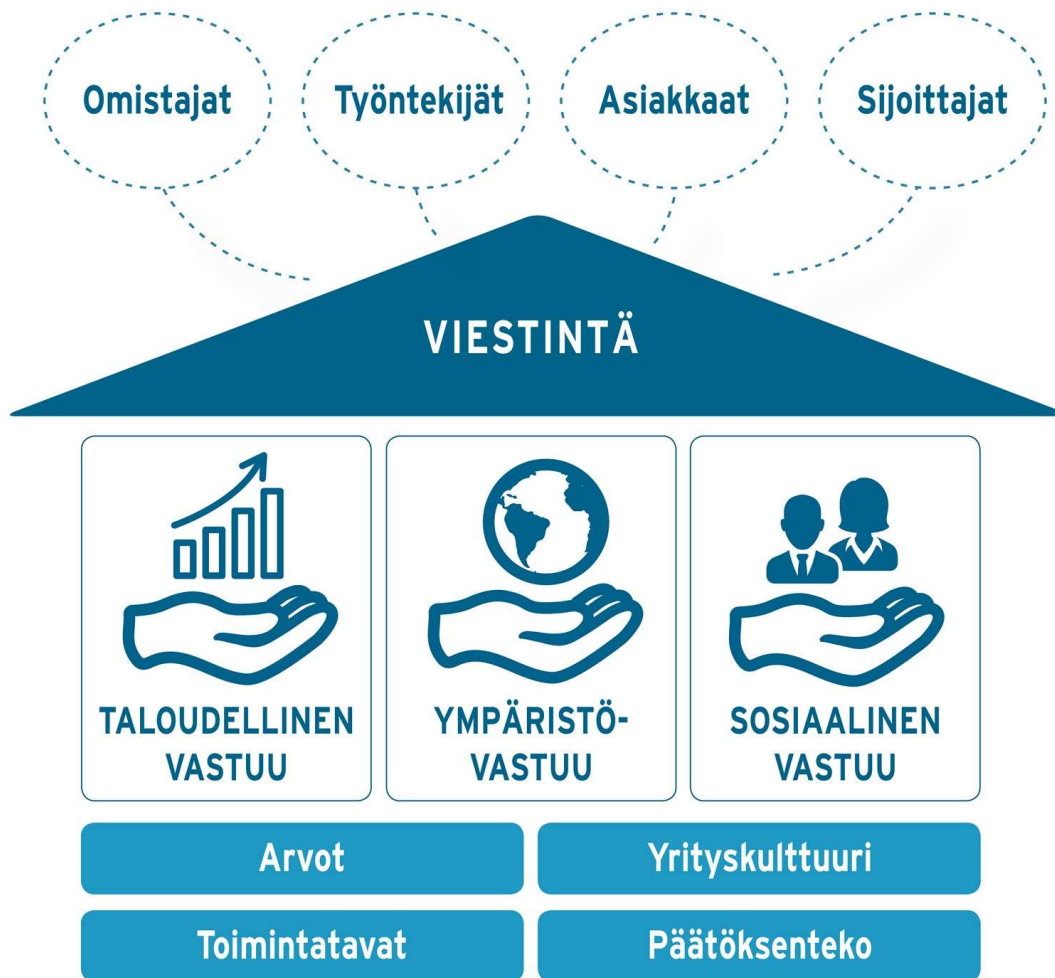 Omistajat
Työntekijät
Asiakkaat
Sijoittajat
VIESTINTÄ
TALOUDELLINEN
VASTUU
YMPÄRISTÖ-
VASTUU
SOSIAALINEN
VASTUU
Arvot
Yrityskulttuuri
Toimintatavat
Päätöksenteko